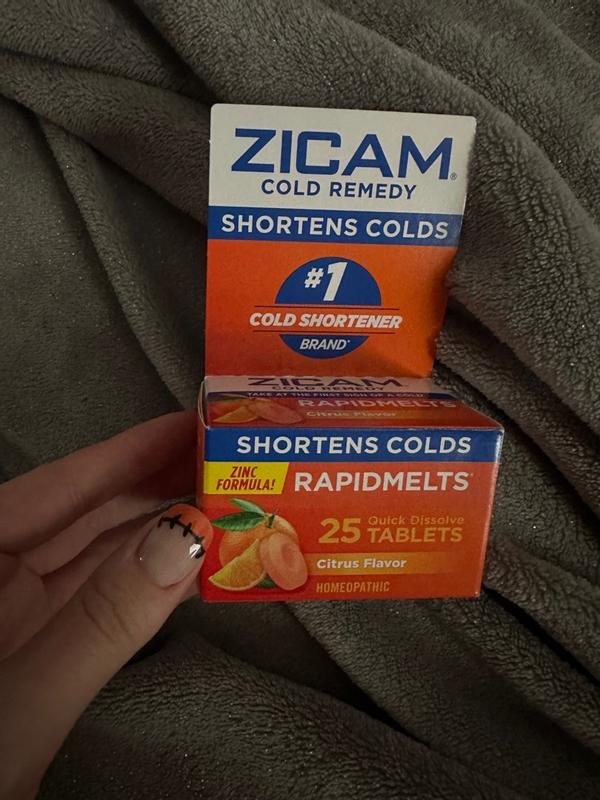 ZICAM®
COLD REMEDY
SHORTENS COLDS
#1
COLD SHORTENER
BRAND*
ZICAM
COLD REMEDY
TAKE AT THE FIRST SIGN OF A COLD
RAPIDMELTS
Citrus Flavor
SHORTENS COLDS
ZINC
FORMULA!
RAPIDMELTS®
25 Quick Dissolve
TABLETS
Citrus Flavor
HOMEOPATHIC